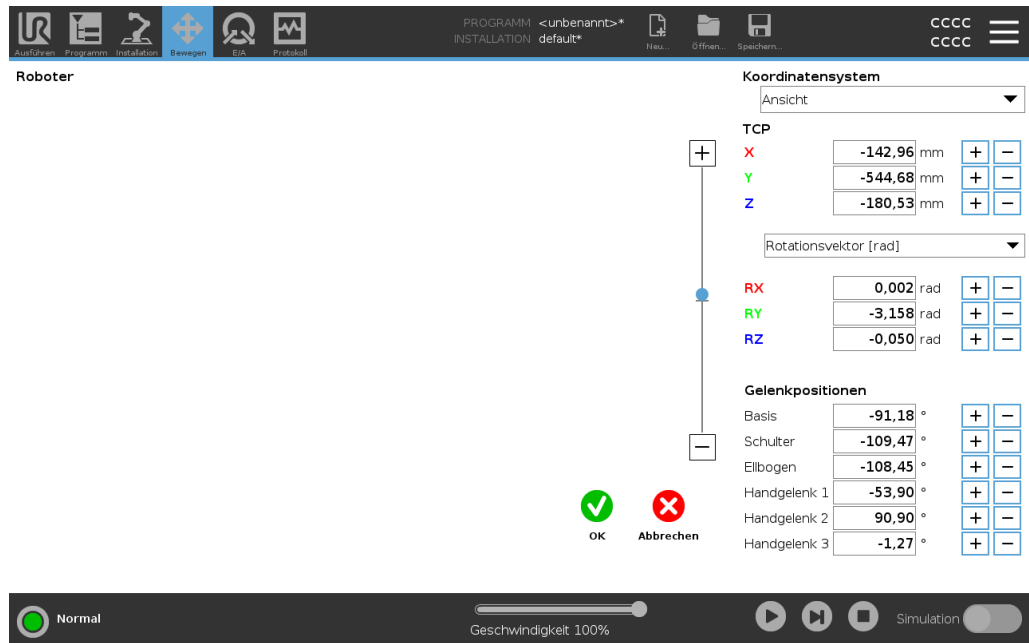 UR
Ausführen Programm Installation Bewegen E/A Protokoll
PROGRAMM <unbenannt>*
INSTALLATION default*
Neu... Öffnen... Speichern...
cccc
cccc
Roboter
Koordinatensystem
Ansicht
TCP
X -142,96 mm + −
Y -544,68 mm + −
Z -180,53 mm + −
Rotationsvektor [rad]
RX 0,002 rad + −
RY -3,158 rad + −
RZ -0,050 rad + −
Gelenkpositionen
Basis -91,18 ° + −
Schulter -109,47 ° + −
Ellbogen -108,45 ° + −
Handgelenk 1 -53,90 ° + −
Handgelenk 2 90,90 ° + −
Handgelenk 3 -1,27 ° + −
+
−
OK Abbrechen
Normal
Geschwindigkeit 100%
Simulation